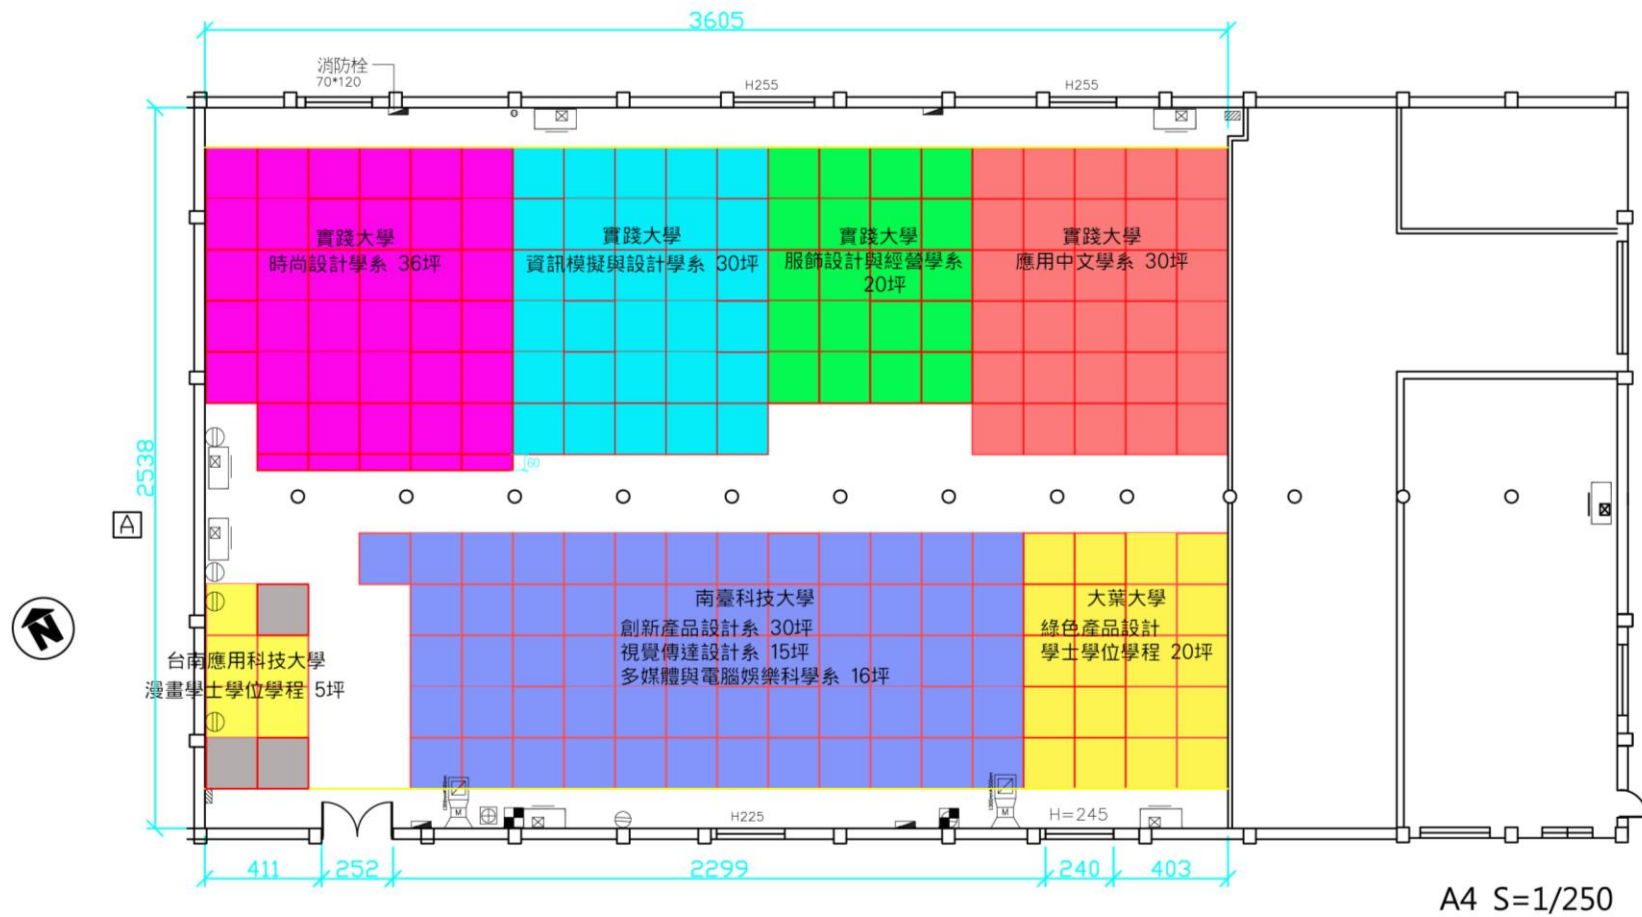 3605
消防栓
70*120
H255
H255
實踐大學
時尚設計學系 36坪
實踐大學
資訊模擬與設計學系 30坪
實踐大學
服飾設計與經營學系
20坪
實踐大學
應用中文學系 30坪
60
2538
A
N
南臺科技大學
創新產品設計系 30坪
視覺傳達設計系 15坪
多媒體與電腦娛樂科學系 16坪
大葉大學
綠色產品設計
學士學位學程 20坪
台南應用科技大學
漫畫學士學位學程 5坪
M
H225
M
H=245
411
252
2299
240
403
A4 S=1/250